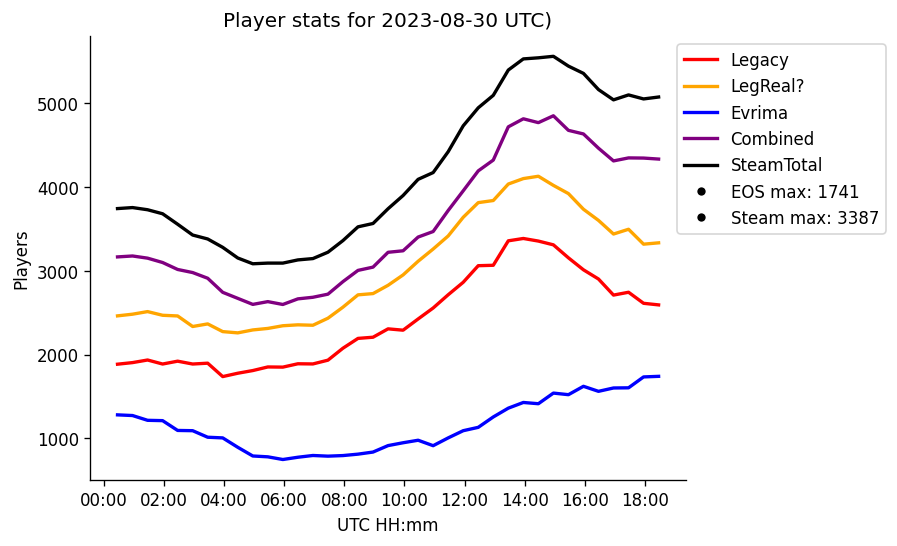 Player stats for 2023-08-30 UTC)
Legacy
LegReal?
Evrima
Combined
SteamTotal
EOS max: 1741
Steam max: 3387
5000
4000
3000
2000
1000
Players
00:00 02:00 04:00 06:00 08:00 10:00 12:00 14:00 16:00 18:00
UTC HH:mm